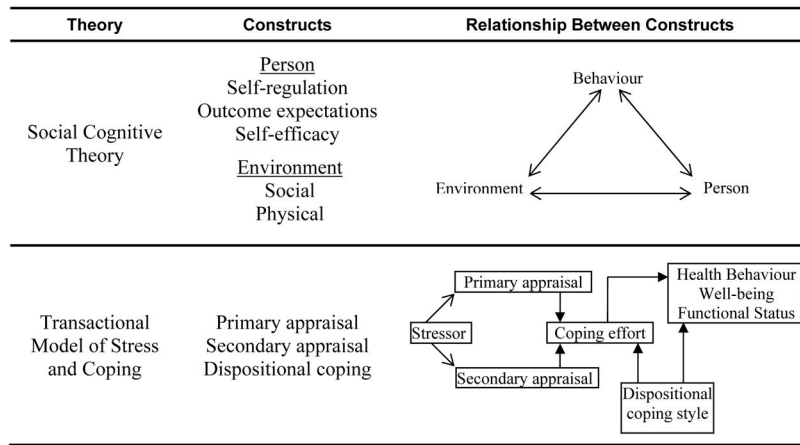 Theory
Constructs
Relationship Between Constructs
Social Cognitive
Theory
Person
Self-regulation
Outcome expectations
Self-efficacy
Environment
Social
Physical
Behaviour
Environment
Person
Transactional
Model of Stress
and Coping
Primary appraisal
Secondary appraisal
Dispositional coping
Stressor
Primary appraisal
Secondary appraisal
Coping effort
Health Behaviour
Well-being
Functional Status
Dispositional
coping style